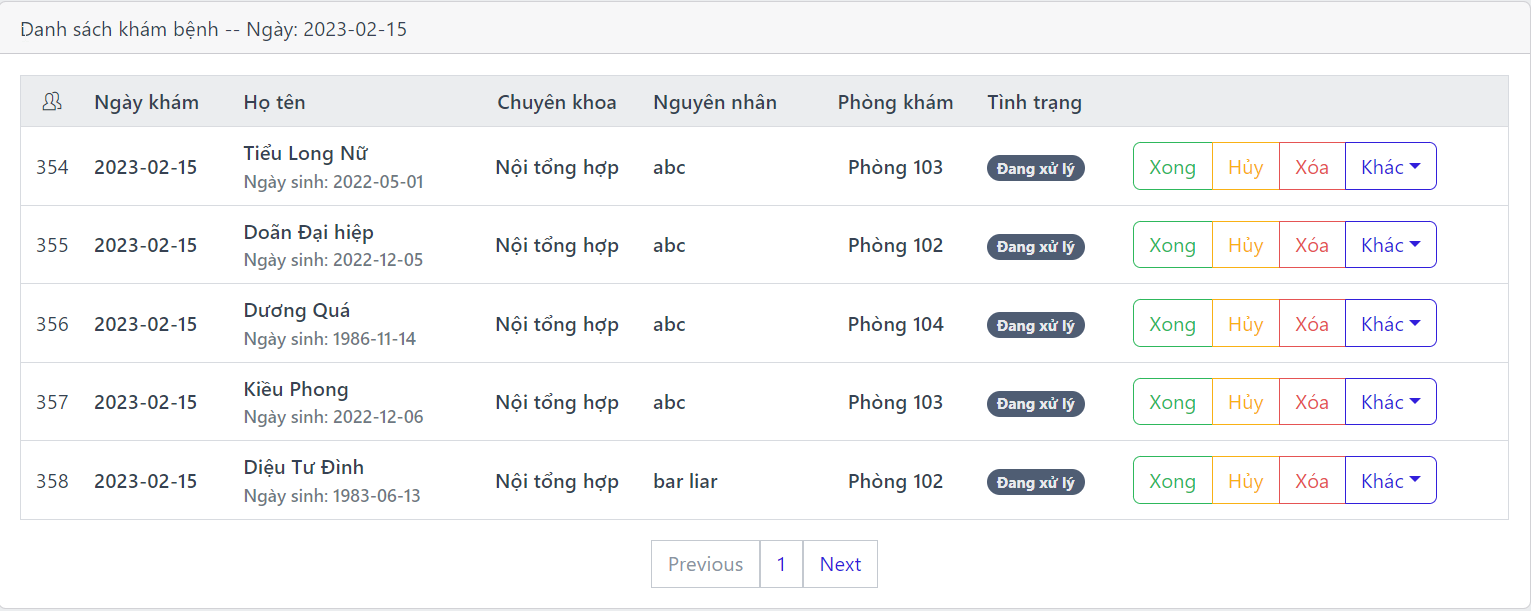 Danh sách khám bệnh -- Ngày: 2023-02-15
Ngày khám Họ tên Chuyên khoa Nguyên nhân Phòng khám Tình trạng
354 2023-02-15 Tiểu Long Nữ Nội tổng hợp abc Phòng 103 Đang xử lý Xong Hủy Xóa Khác
Ngày sinh: 2022-05-01
355 2023-02-15 Doãn Đại hiệp Nội tổng hợp abc Phòng 102 Đang xử lý Xong Hủy Xóa Khác
Ngày sinh: 2022-12-05
356 2023-02-15 Dương Quá Nội tổng hợp abc Phòng 104 Đang xử lý Xong Hủy Xóa Khác
Ngày sinh: 1986-11-14
357 2023-02-15 Kiều Phong Nội tổng hợp abc Phòng 103 Đang xử lý Xong Hủy Xóa Khác
Ngày sinh: 2022-12-06
358 2023-02-15 Diệu Tư Đình Nội tổng hợp bar liar Phòng 102 Đang xử lý Xong Hủy Xóa Khác
Ngày sinh: 1983-06-13
Previous 1 Next